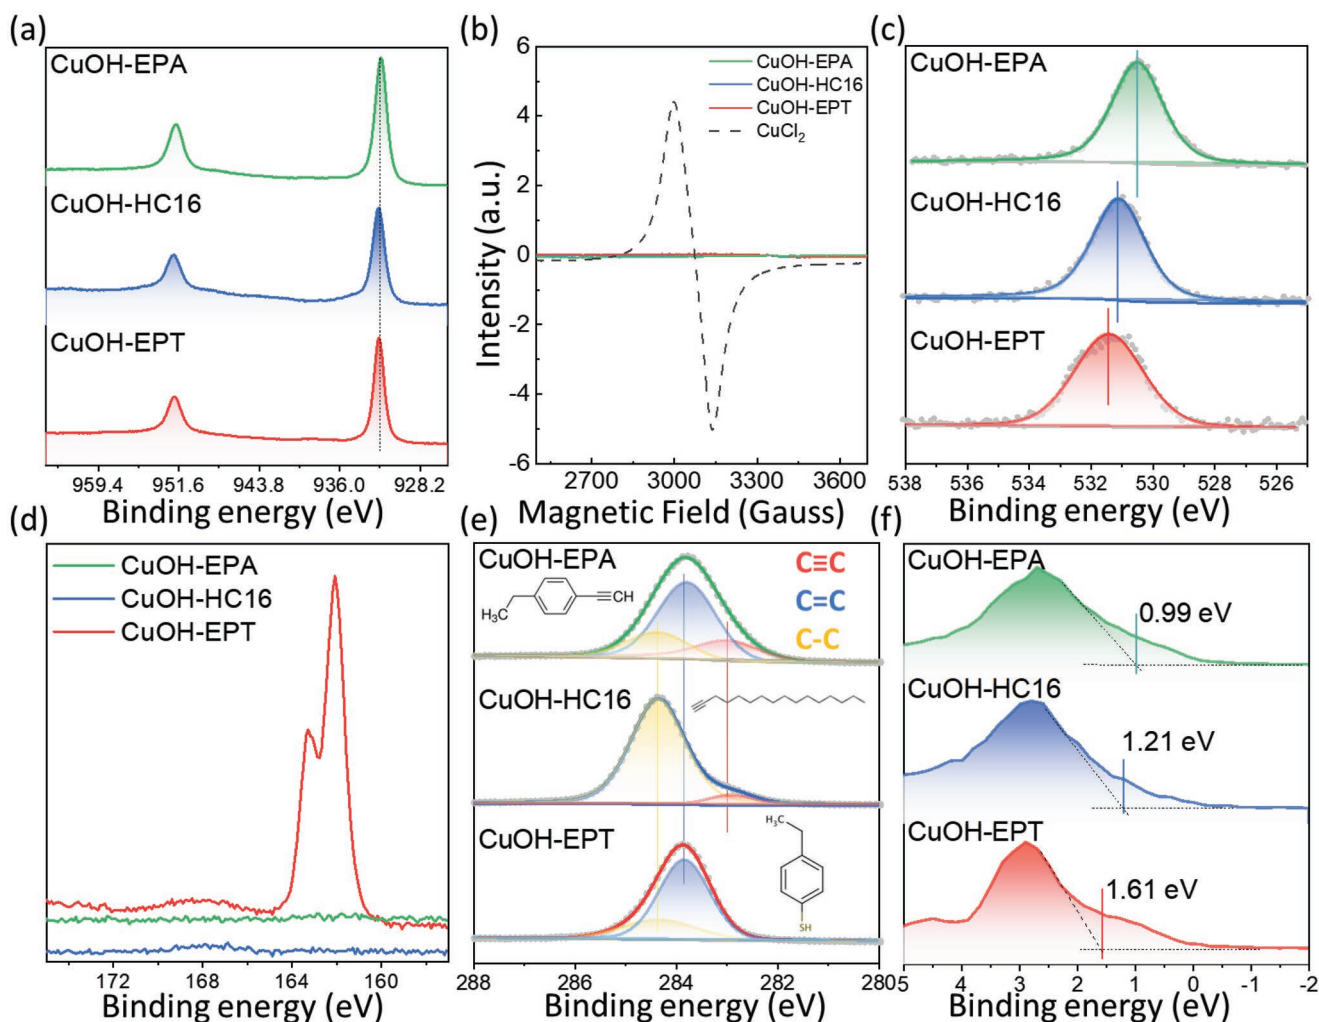 (a)
CuOH-EPA
CuOH-HC16
CuOH-EPT
959.4 951.6 943.8 936.0 928.2
Binding energy (eV)
(b)
6
4
2
0
-2
-4
-6
Intensity (a.u.)
CuOH-EPA
CuOH-HC16
CuOH-EPT
CuCl₂
2700 3000 3300 3600
Magnetic Field (Gauss)
(c)
CuOH-EPA
CuOH-HC16
CuOH-EPT
538 536 534 532 530 528 526
Binding energy (eV)
(d)
CuOH-EPA
CuOH-HC16
CuOH-EPT
172 168 164 160
Binding energy (eV)
(e)
CuOH-EPA
C≡C
C=C
C-C
H₃C
CH
CuOH-HC16
CuOH-EPT
H₃C
SH
288 286 284 282 280
Binding energy (eV)
(f)
CuOH-EPA
0.99 eV
CuOH-HC16
1.21 eV
CuOH-EPT
1.61 eV
5 4 3 2 1 0 -1 -2
Binding energy (eV)